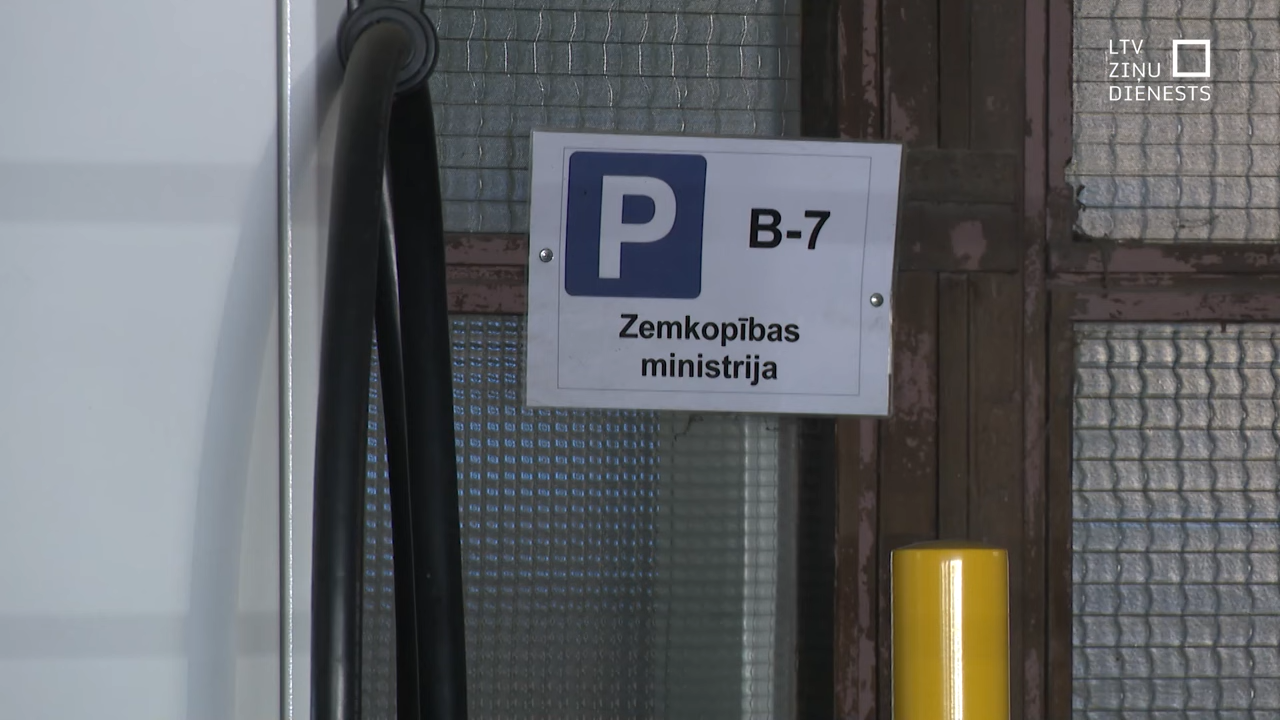 LTV
ZIŅU
DIENESTS
P
B-7
Zemkopības
ministrija